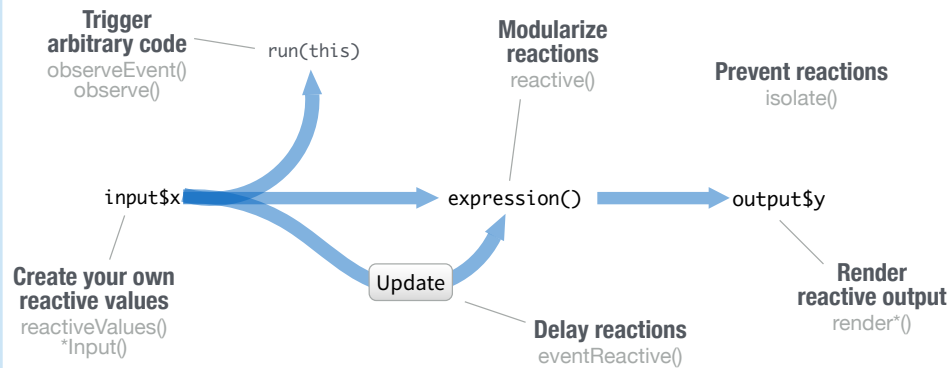 Trigger
arbitrary code
observeEvent()
observe()
run(this)
Modularize
reactions
reactive()
Prevent reactions
isolate()
input$x
expression()
output$y
Update
Create your own
reactive values
reactiveValues()
*Input()
Delay reactions
eventReactive()
Render
reactive output
render*()